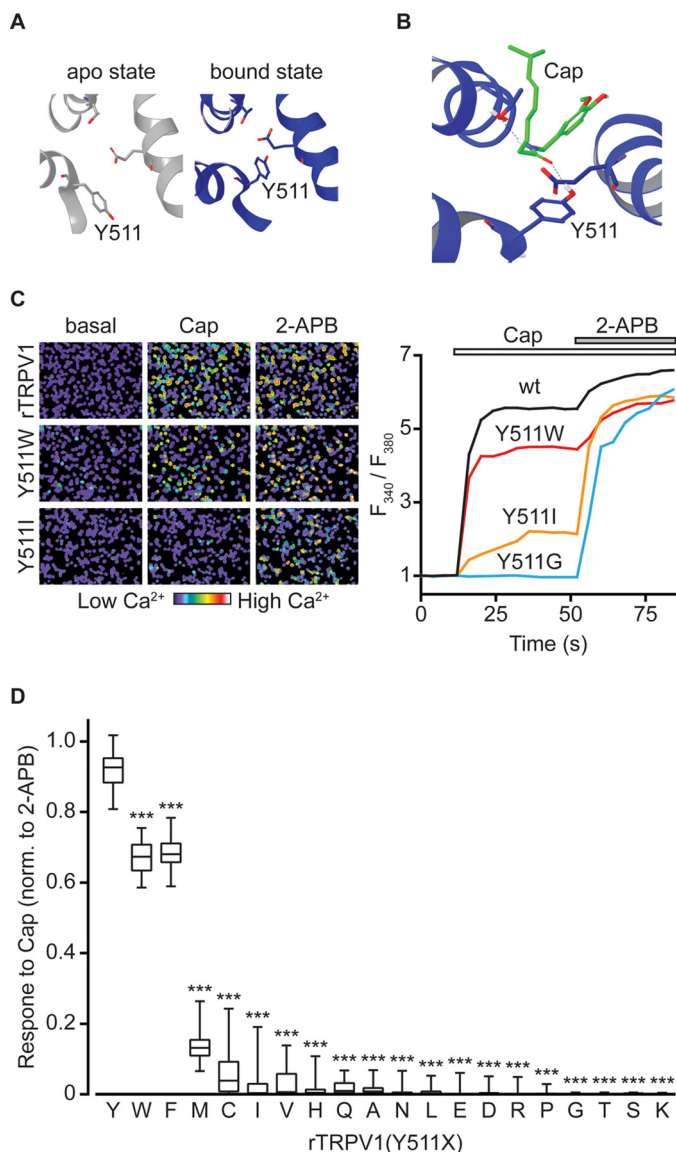 A
apo state
bound state
Y511
Y511
B
Cap
Y511
C
basal
Cap
2-APB
rTRPV1
Y511W
Y511I
Low Ca²⁺
High Ca²⁺
2-APB
Cap
7
5
3
1
F₃₄₀ / F₃₈₀
wt
Y511W
Y511I
Y511G
0
25
50
75
Time (s)
D
1.0
0.8
0.6
0.4
0.2
0
Respone to Cap (norm. to 2-APB)
*** *** *** *** *** *** *** *** *** *** *** *** *** *** *** *** *** *** ***
Y W F M C I V H Q A N L E D R P G T S K
rTRPV1(Y511X)